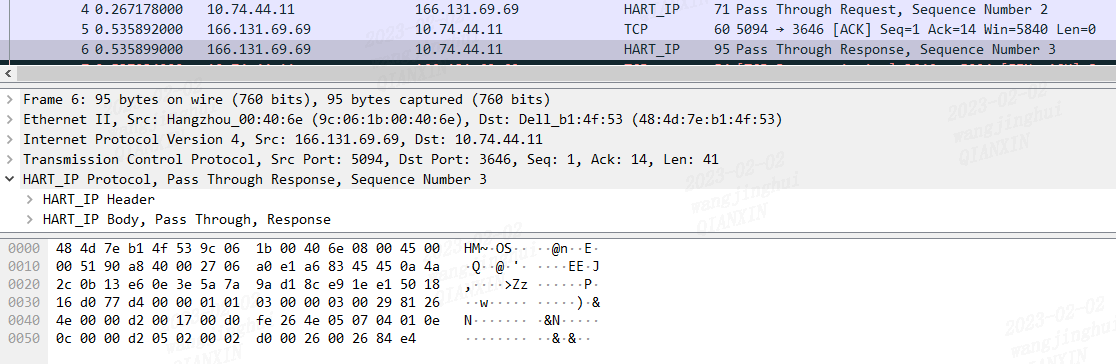 4 0.267178000 10.74.44.11 166.131.69.69 HART_IP 71 Pass Through Request, Sequence Number 2
5 0.535892000 166.131.69.69 10.74.44.11 TCP 60 5094 → 3646 [ACK] Seq=1 Ack=14 Win=5840 Len=0
6 0.535899000 166.131.69.69 10.74.44.11 HART_IP 95 Pass Through Response, Sequence Number 3
Frame 6: 95 bytes on wire (760 bits), 95 bytes captured (760 bits)
Ethernet II, Src: Hangzhou_00:40:6e (9c:06:1b:00:40:6e), Dst: Dell_b1:4f:53 (48:4d:7e:b1:4f:53)
Internet Protocol Version 4, Src: 166.131.69.69, Dst: 10.74.44.11
Transmission Control Protocol, Src Port: 5094, Dst Port: 3646, Seq: 1, Ack: 14, Len: 41
HART_IP Protocol, Pass Through Response, Sequence Number 3
HART_IP Header
HART_IP Body, Pass Through, Response
0000 48 4d 7e b1 4f 53 9c 06 1b 00 40 6e 08 00 45 00 HM~·OS·· ··@n··E·
0010 00 51 90 a8 40 00 27 06 a0 e1 a6 83 45 45 0a 4a ·Q··@·'· ····EE·J
0020 2c 0b 13 e6 0e 3e 5a 7a 9a d1 8c e9 1e e1 50 18 ,····>Zz ······P·
0030 16 d0 77 d4 00 00 01 01 03 00 00 03 00 29 81 26 ··w····· ·····)·&
0040 4e 00 00 d2 00 17 00 d0 fe 26 4e 05 07 04 01 0e N······· ·&N·····
0050 0c 00 00 d2 05 02 00 02 d0 00 26 00 26 84 e4 ········ ··&·&··
2023-02-02
wangjinghui
QIANXIN
2023-02-02
wangjinghui
QIANXIN